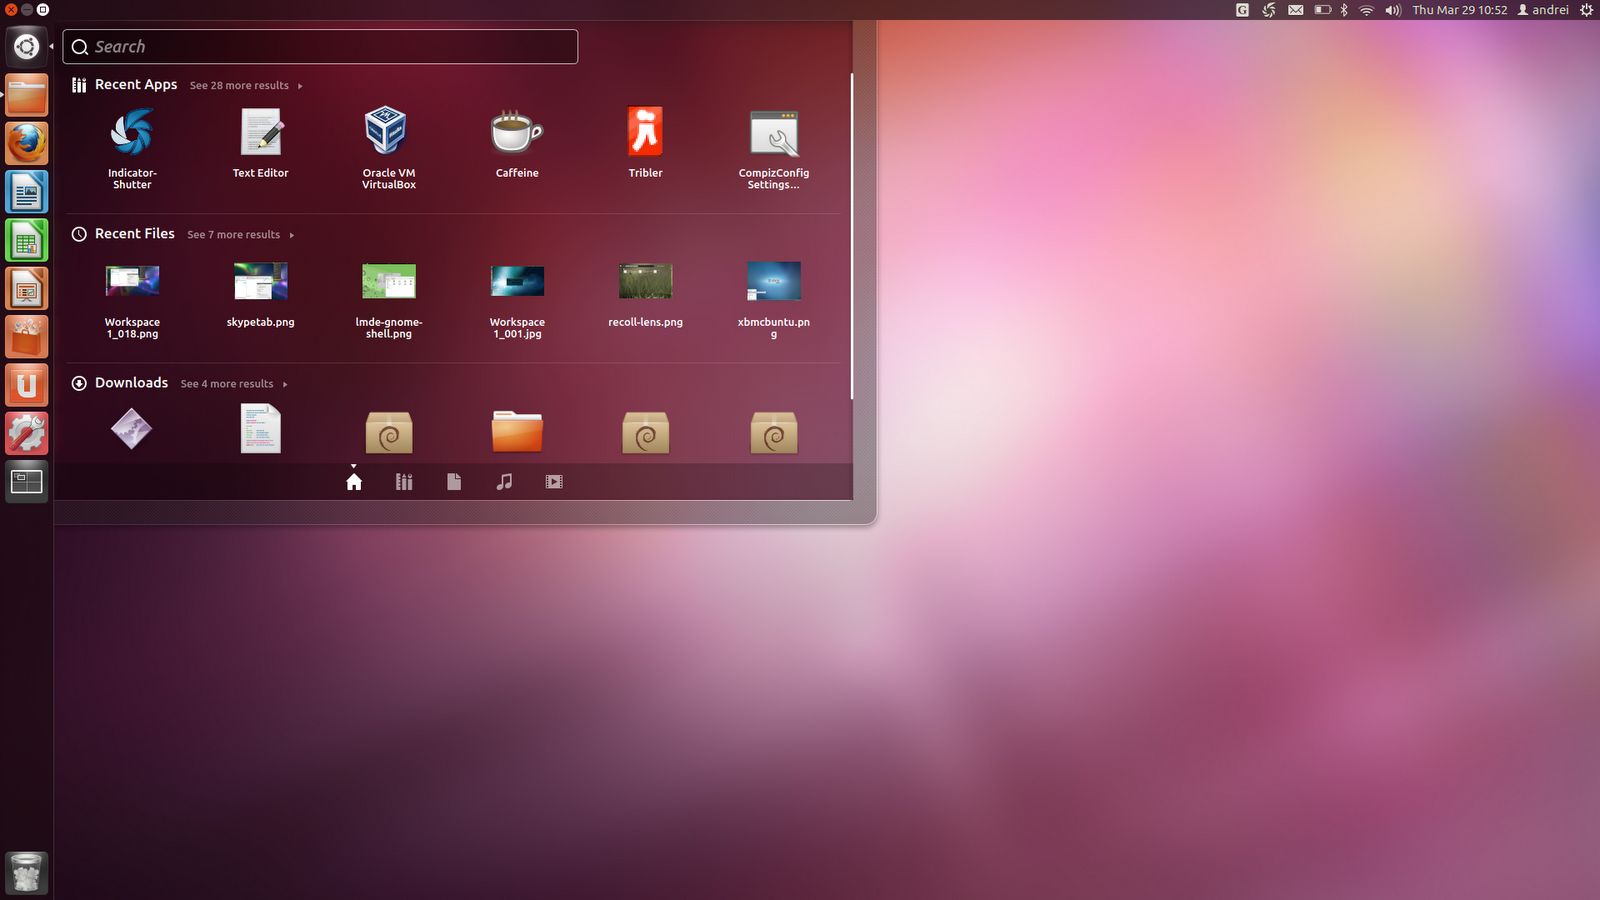 Thu Mar 29 10:52 andrei
Search
Recent Apps See 28 more results
Indicator-
Shutter
Text Editor
Oracle VM
VirtualBox
Caffeine
Tribler
CompizConfig
Settings...
Recent Files See 7 more results
Workspace
1_018.png
skypetab.png
lmde-gnome-
shell.png
Workspace
1_001.jpg
recoll-lens.png
xbmcbuntu.pn
g
Downloads See 4 more results